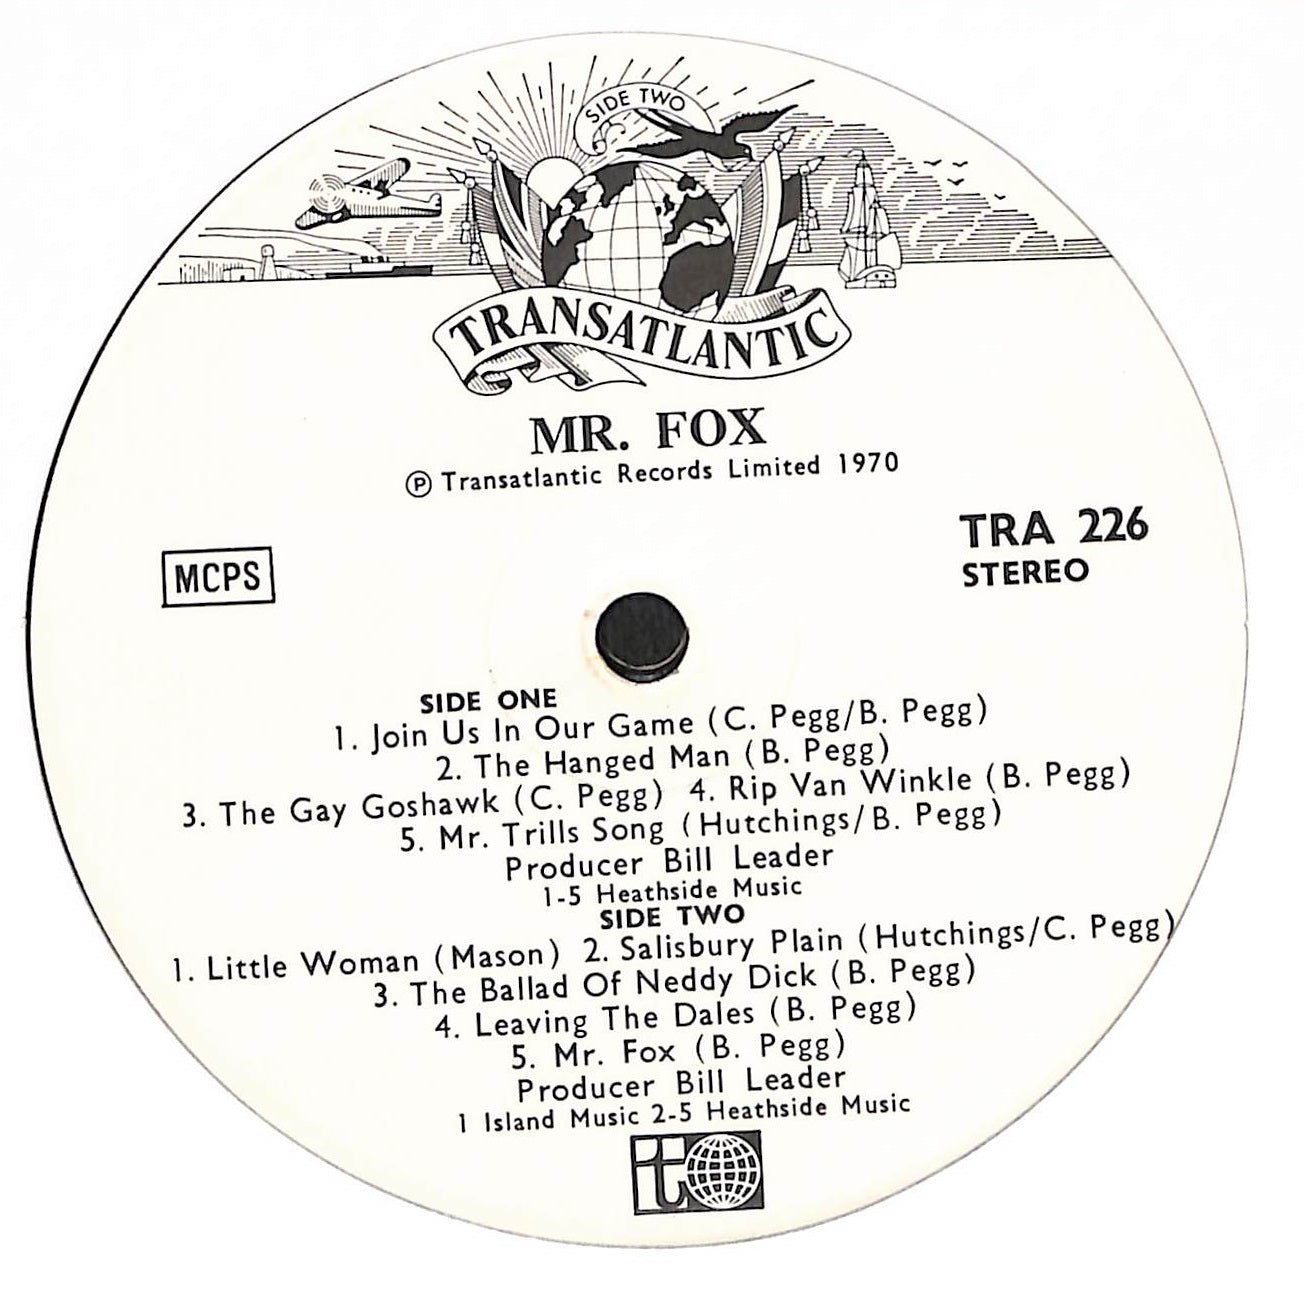 SIDE TWO
TRANSATLANTIC
MR. FOX
Ⓟ Transatlantic Records Limited 1970
TRA 226
STEREO
MCPS
SIDE ONE
1. Join Us In Our Game (C. Pegg/B. Pegg)
2. The Hanged Man (B. Pegg)
3. The Gay Goshawk (C. Pegg) 4. Rip Van Winkle (B. Pegg)
5. Mr. Trills Song (Hutchings/B. Pegg)
Producer Bill Leader
1-5 Heathside Music
SIDE TWO
1. Little Woman (Mason) 2. Salisbury Plain (Hutchings/C. Pegg)
3. The Ballad Of Neddy Dick (B. Pegg)
4. Leaving The Dales (B. Pegg)
5. Mr. Fox (B. Pegg)
Producer Bill Leader
1 Island Music 2-5 Heathside Music
t